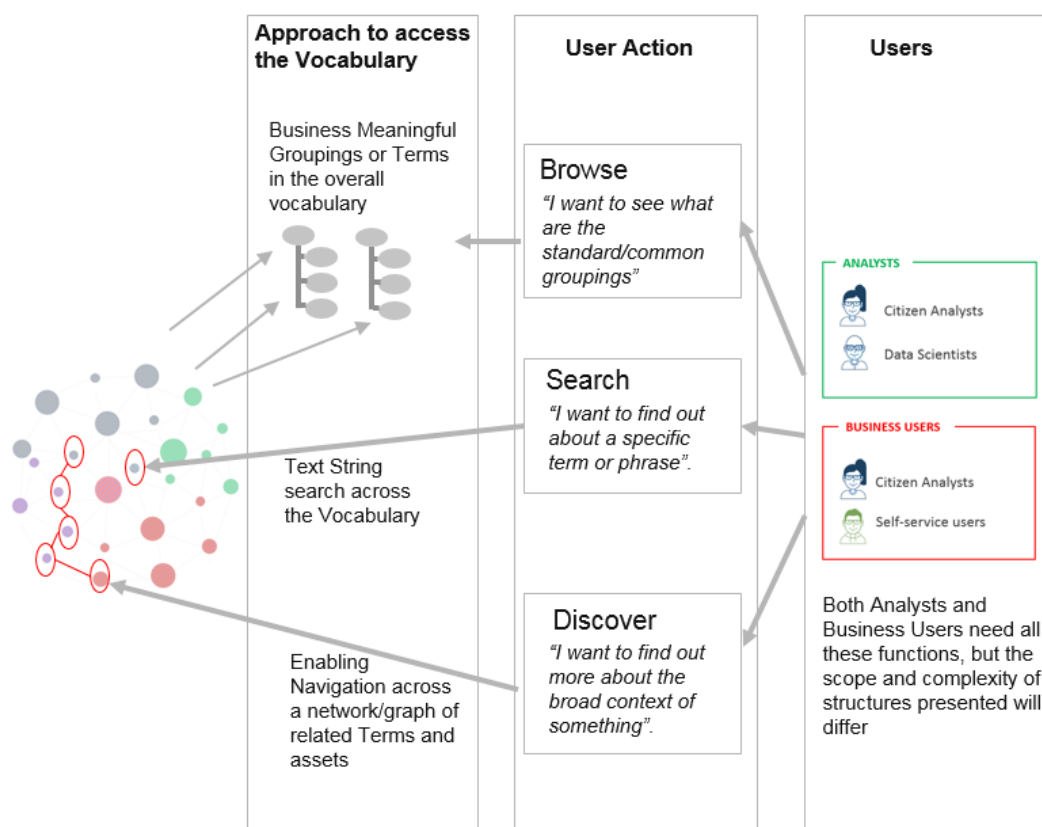 Approach to access
the Vocabulary
Business Meaningful
Groupings or Terms
in the overall
vocabulary
Text String
search across
the Vocabulary
Enabling
Navigation across
a network/graph of
related Terms and
assets
User Action
Browse
“I want to see what
are the
standard/common
groupings”
Search
“I want to find out
about a specific
term or phrase”.
Discover
“I want to find out
more about the
broad context of
something”.
Users
ANALYSTS
Citizen Analysts
Data Scientists
BUSINESS USERS
Citizen Analysts
Self-service users
Both Analysts and
Business Users need all
these functions, but the
scope and complexity of
structures presented will
differ